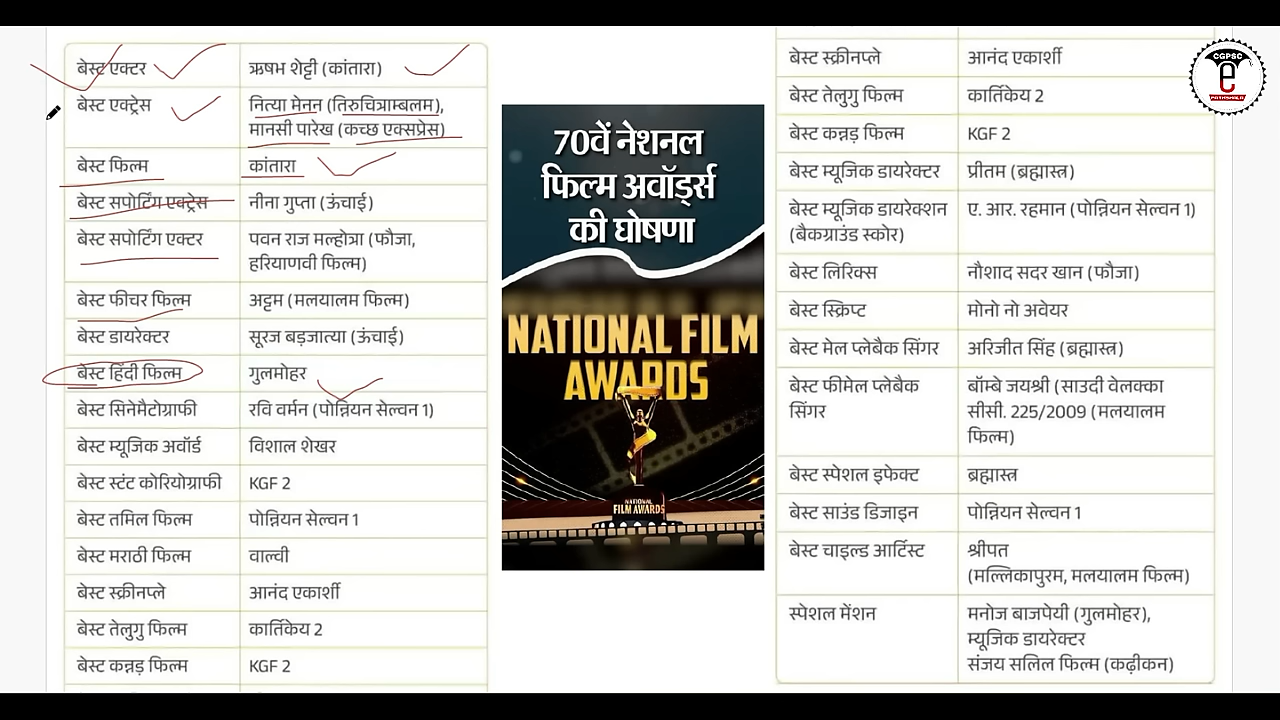 बेस्ट एक्टर ऋषभ शेट्टी (कांतारा)
बेस्ट एक्ट्रेस नित्या मेनन (तिरुचित्राम्बलम),
मानसी पारेख (कच्छ एक्सप्रेस)
बेस्ट फिल्म कांतारा
बेस्ट सपोर्टिंग एक्ट्रेस नीना गुप्ता (ऊंचाई)
बेस्ट सपोर्टिंग एक्टर पवन राज मल्होत्रा (फौजा,
हरियाणवी फिल्म)
बेस्ट फीचर फिल्म अट्टम (मलयालम फिल्म)
बेस्ट डायरेक्टर सूरज बड़जात्या (ऊंचाई)
बेस्ट हिंदी फिल्म गुलमोहर
बेस्ट सिनेमैटोग्राफी रवि वर्मन (पोन्नियन सेल्वन 1)
बेस्ट म्यूजिक अवॉर्ड विशाल शेखर
बेस्ट स्टंट कोरियोग्राफी KGF 2
बेस्ट तमिल फिल्म पोन्नियन सेल्वन 1
बेस्ट मराठी फिल्म वाल्वी
बेस्ट स्क्रीनप्ले आनंद एकार्शी
बेस्ट तेलुगु फिल्म कार्तिकेय 2
बेस्ट कन्नड़ फिल्म KGF 2
70वें नेशनल
फिल्म अवॉर्ड्स
की घोषणा
NATIONAL FILM
AWARDS
NATIONAL
FILM AWARDS
बेस्ट स्क्रीनप्ले आनंद एकार्शी
बेस्ट तेलुगु फिल्म कार्तिकेय 2
बेस्ट कन्नड़ फिल्म KGF 2
बेस्ट म्यूजिक डायरेक्टर प्रीतम (ब्रह्मास्त्र)
बेस्ट म्यूजिक डायरेक्शन ए. आर. रहमान (पोन्नियन सेल्वन 1)
(बैकग्राउंड स्कोर)
बेस्ट लिरिक्स नौशाद सदर खान (फौजा)
बेस्ट स्क्रिप्ट मोनो नो अवेयर
बेस्ट मेल प्लेबैक सिंगर अरिजीत सिंह (ब्रह्मास्त्र)
बेस्ट फीमेल प्लेबैक बॉम्बे जयश्री (साउदी वेलक्का
सिंगर सीसी. 225/2009 (मलयालम
फिल्म)
बेस्ट स्पेशल इफेक्ट ब्रह्मास्त्र
बेस्ट साउंड डिजाइन पोन्नियन सेल्वन 1
बेस्ट चाइल्ड आर्टिस्ट श्रीपत
(मल्लिकापुरम, मलयालम फिल्म)
स्पेशल मेंशन मनोज बाजपेयी (गुलमोहर),
म्यूजिक डायरेक्टर
संजय सलिल फिल्म (कढ़ीकन)
CGPSC
e
PATHSHALA